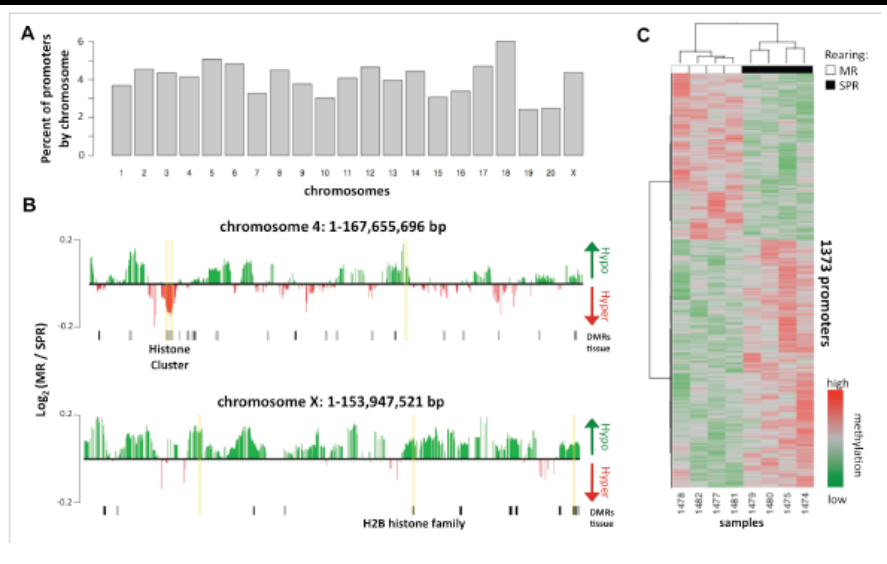 A
Percent of promoters
by chromosome
6
4
2
0
1 2 3 4 5 6 7 8 9 10 11 12 13 14 15 16 17 18 19 20 X
chromosomes
B
chromosome 4: 1-167,655,696 bp
0.2
-0.2
Hypo
Hyper
DMRs
tissue
Histone
Cluster
Log2 (MR / SPR)
chromosome X: 1-153,947,521 bp
0.2
-0.2
Hypo
Hyper
DMRs
tissue
H2B histone family
C
Rearing:
MR
SPR
1373 promoters
high
methylation
low
1478 1482 1477 1481 1479 1480 1475 1474
samples